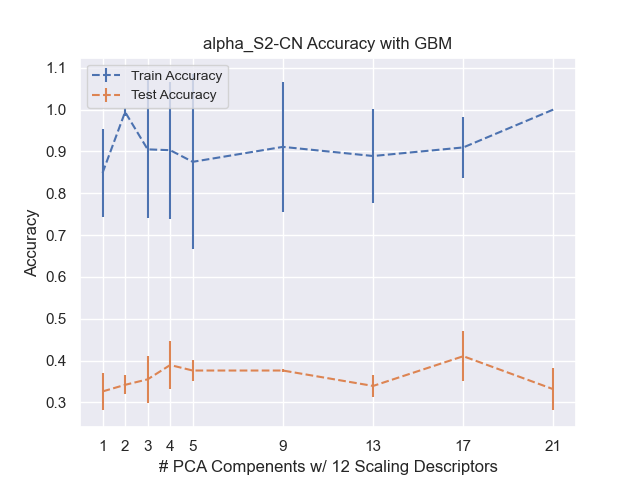 alpha_S2-CN Accuracy with GBM
Train Accuracy
Test Accuracy
Accuracy
1.1
1.0
0.9
0.8
0.7
0.6
0.5
0.4
0.3
1 2 3 4 5 9 13 17 21
# PCA Compenents w/ 12 Scaling Descriptors